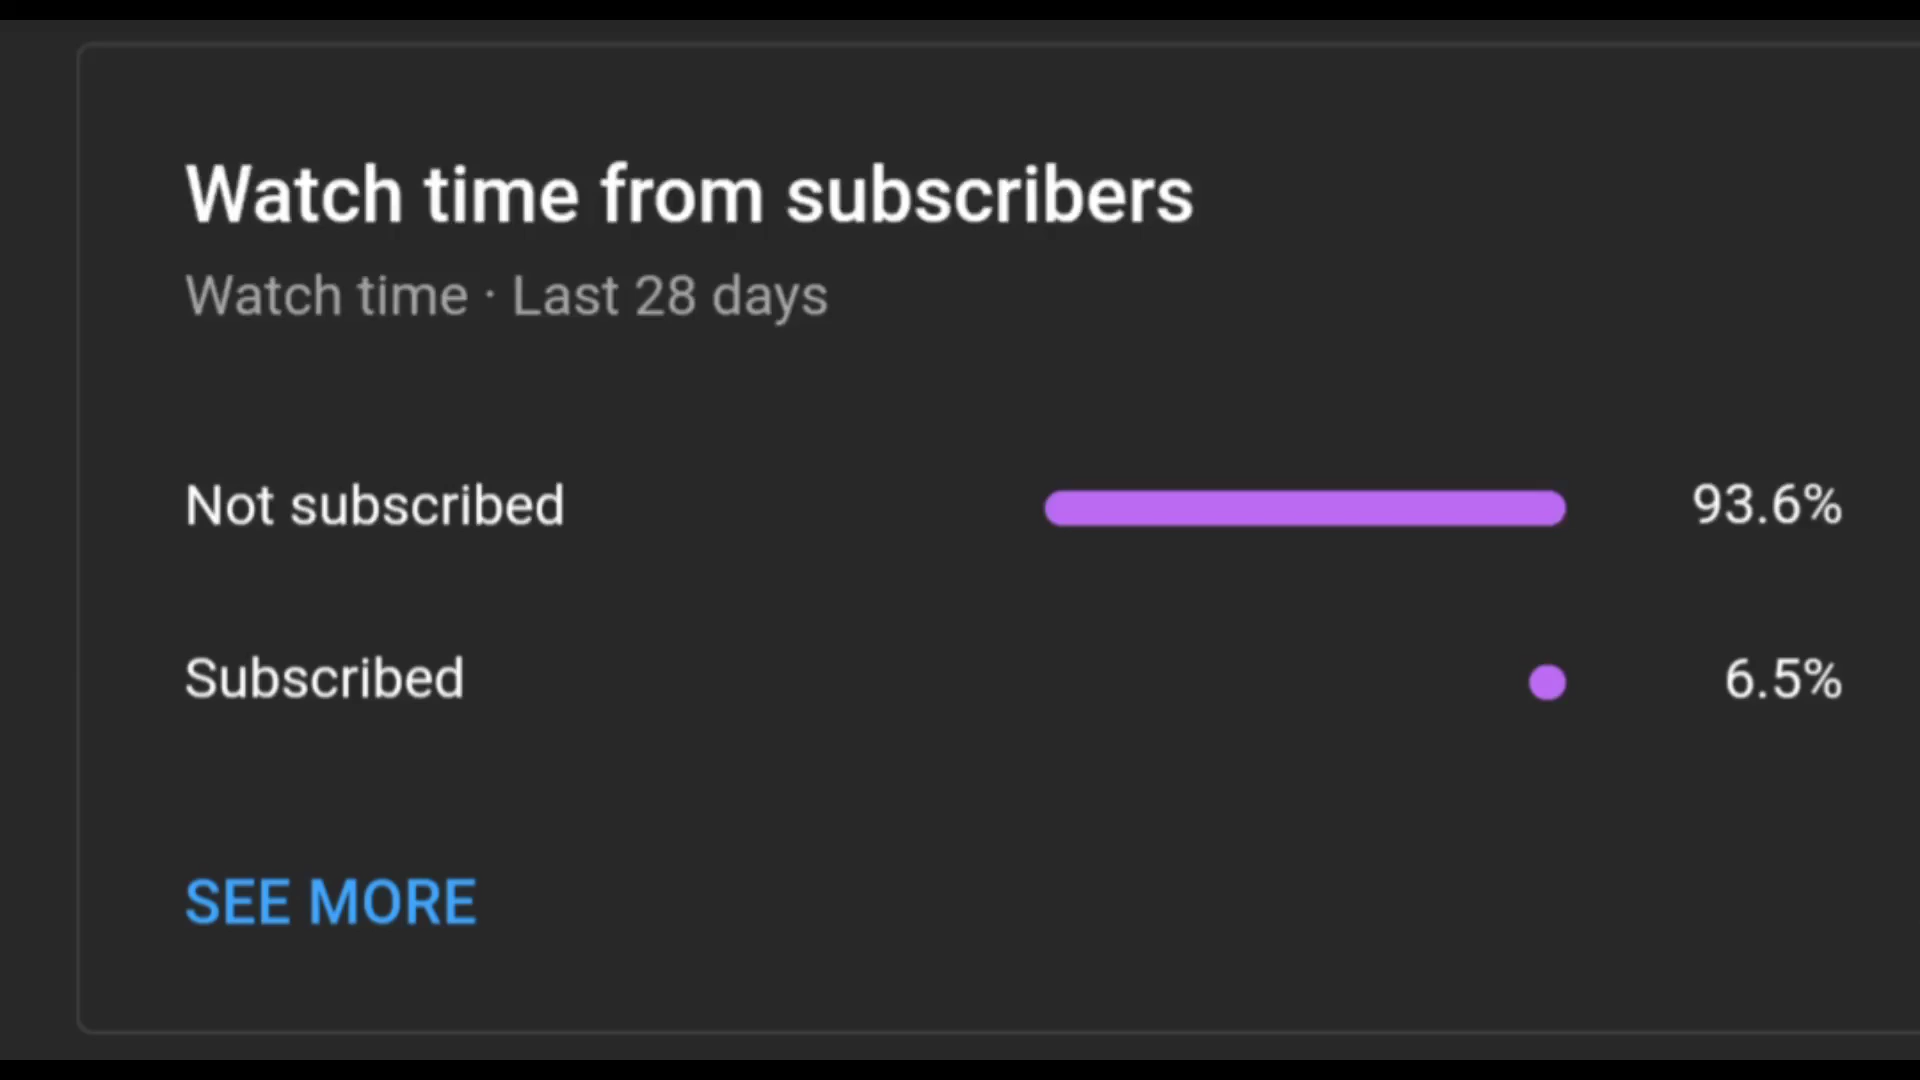 Watch time from subscribers
Watch time · Last 28 days
Not subscribed 93.6%
Subscribed 6.5%
SEE MORE